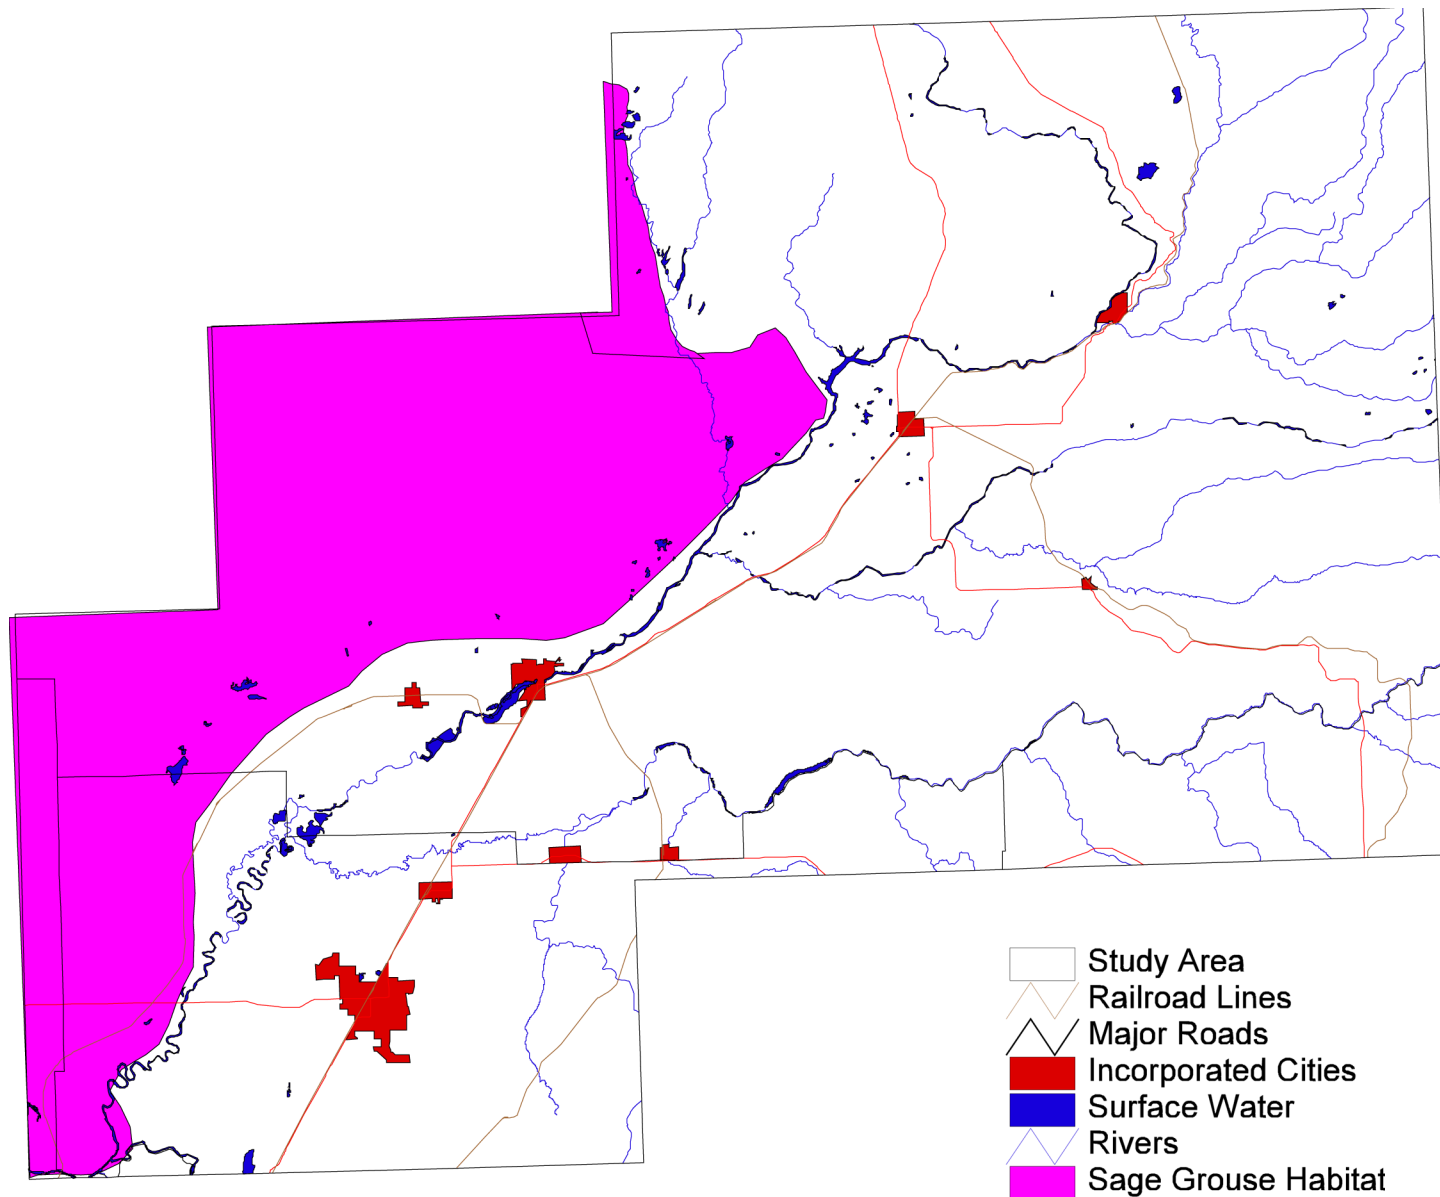 Study Area
Railroad Lines
Major Roads
Incorporated Cities
Surface Water
Rivers
Sage Grouse Habitat